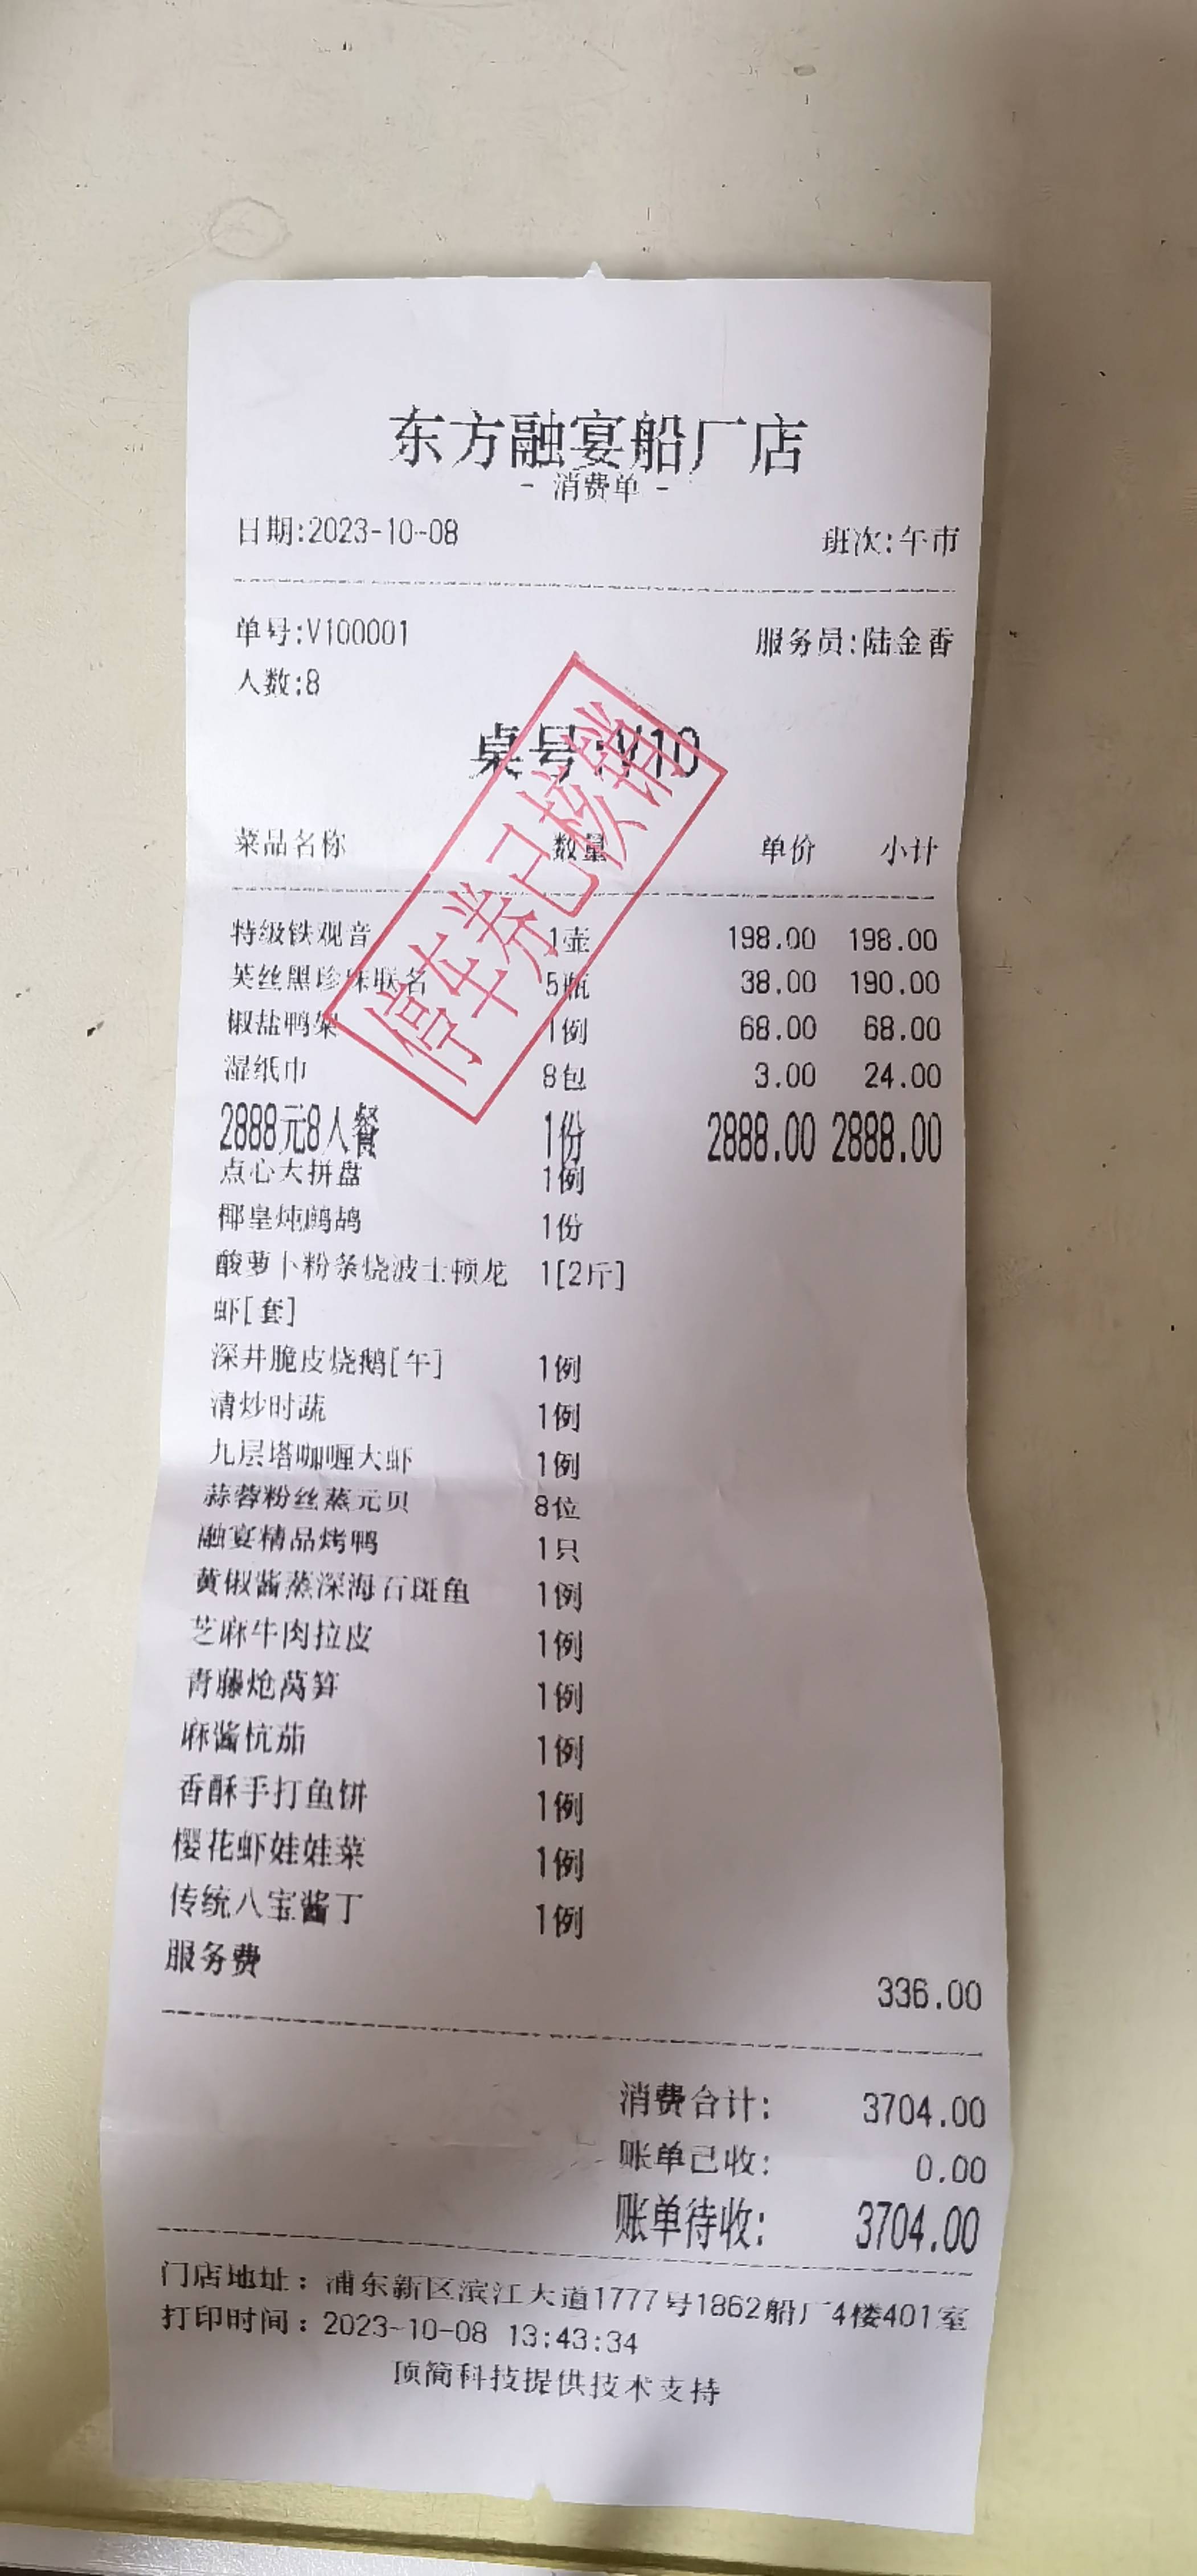 东方融宴船厂店
- 消费单 -
日期:2023-10-08 班次:午市
单号:V100001 服务员:陆金香
人数:8
桌号:V10
停车券已核销
菜品名称 数量 单价 小计
特级铁观音 1壶 198.00 198.00
芙丝黑珍珠联名 5瓶 38.00 190.00
椒盐鸭架 1例 68.00 68.00
湿纸巾 8包 3.00 24.00
2888元8人餐 1份 2888.00 2888.00
点心大拼盘 1例
椰皇炖鹧鸪 1份
酸萝卜粉条烧波士顿龙 1[2斤]
虾[套]
深井脆皮烧鹅[午] 1例
清炒时蔬 1例
九层塔咖喱大虾 1例
蒜蓉粉丝蒸元贝 8位
融宴精品烤鸭 1只
黄椒酱蒸深海石斑鱼 1例
芝麻牛肉拉皮 1例
青藤炝莴笋 1例
麻酱杭茄 1例
香酥手打鱼饼 1例
樱花虾娃娃菜 1例
传统八宝酱丁 1例
服务费 336.00
消费合计: 3704.00
账单已收: 0.00
账单待收: 3704.00
门店地址：浦东新区滨江大道1777号1862船厂4楼401室
打印时间：2023-10-08 13:43:34
顶简科技提供技术支持